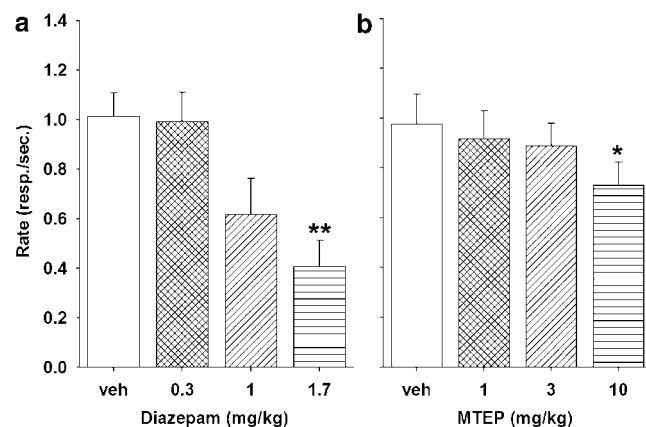 a
b
1.4
1.2
1.0
0.8
0.6
0.4
0.2
0.0
Rate (resp./sec.)
**
*
veh 0.3 1 1.7
Diazepam (mg/kg)
veh 1 3 10
MTEP (mg/kg)